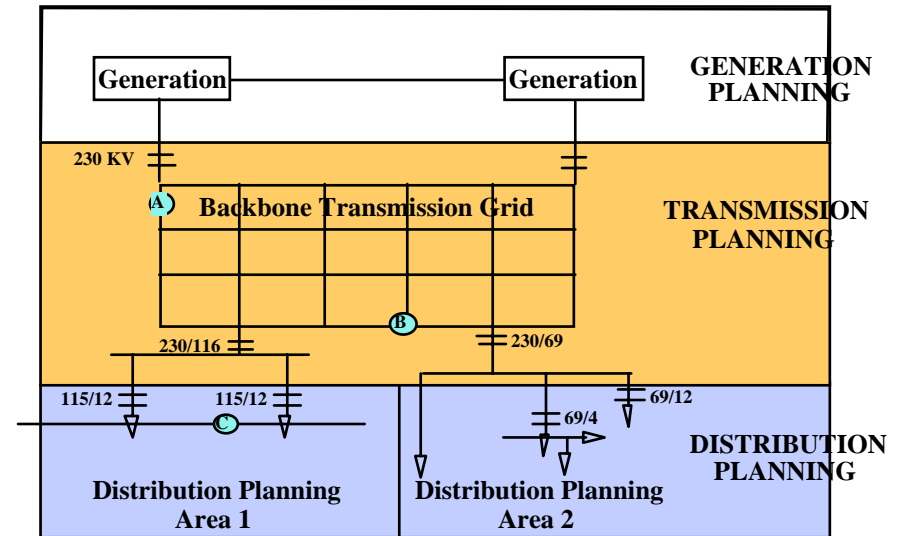 GENERATION
PLANNING
Generation
Generation
230 KV
A
Backbone Transmission Grid
TRANSMISSION
PLANNING
B
230/116
230/69
115/12
115/12
69/12
C
69/4
DISTRIBUTION
PLANNING
Distribution Planning
Area 1
Distribution Planning
Area 2